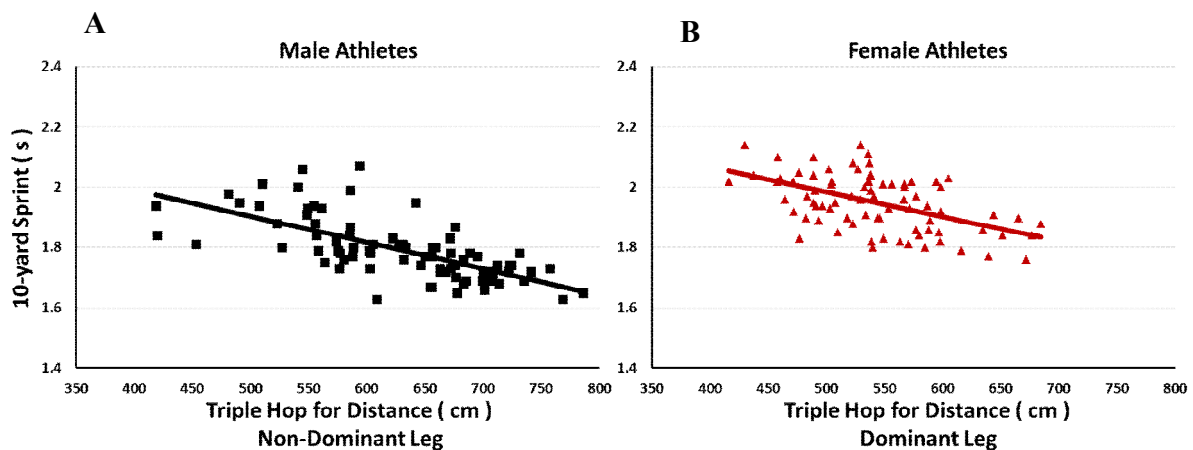 A
Male Athletes
10-yard Sprint ( s )
2.4
2.2
2
1.8
1.6
1.4
350 400 450 500 550 600 650 700 750 800
Triple Hop for Distance ( cm )
Non-Dominant Leg
B
Female Athletes
2.4
2.2
2
1.8
1.6
1.4
350 400 450 500 550 600 650 700 750 800
Triple Hop for Distance ( cm )
Dominant Leg